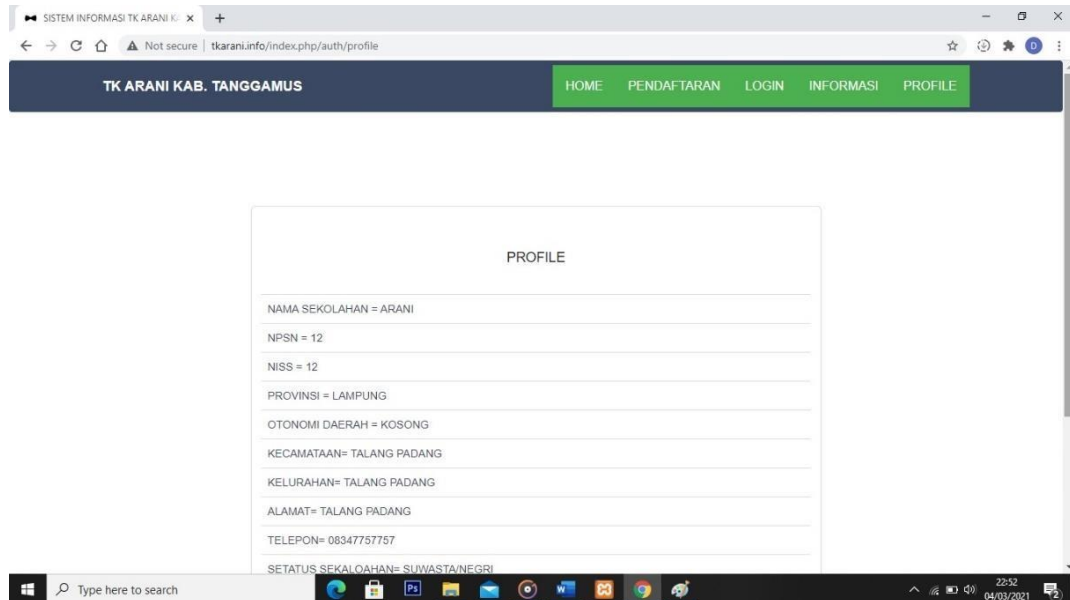 SISTEM INFORMASI TK ARANI K
Not secure | tkarani.info/index.php/auth/profile
D
TK ARANI KAB. TANGGAMUS
HOME PENDAFTARAN LOGIN INFORMASI PROFILE
PROFILE
NAMA SEKOLAHAN = ARANI
NPSN = 12
NISS = 12
PROVINSI = LAMPUNG
OTONOMI DAERAH = KOSONG
KECAMATAAN= TALANG PADANG
KELURAHAN= TALANG PADANG
ALAMAT= TALANG PADANG
TELEPON= 08347757757
SETATUS SEKALOAHAN= SUWASTA/NEGRI
Type here to search
Ps
W
22:52
04/03/2021
2